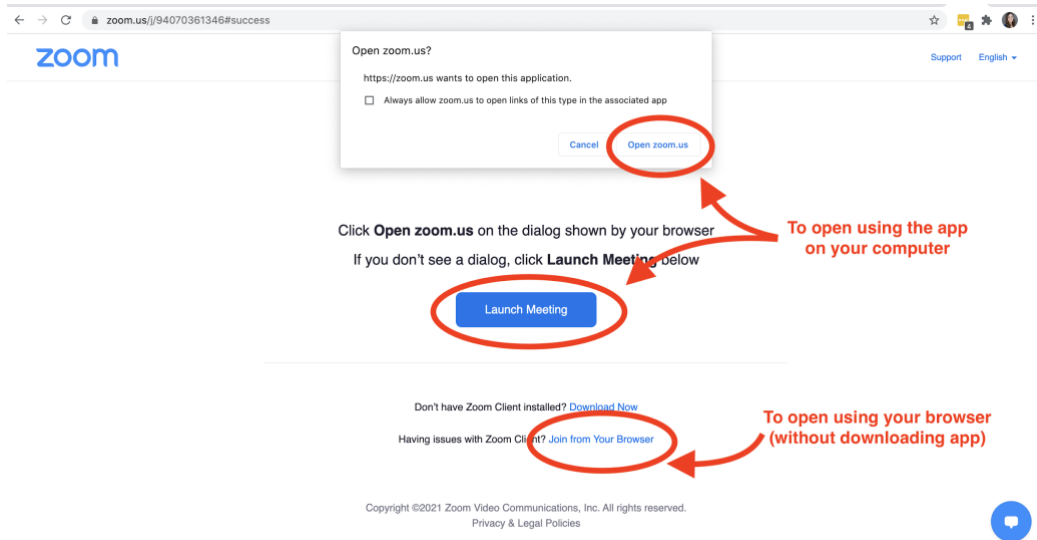 zoom.us/j/94070361346#success
4
zoom
Support English
Open zoom.us?
https://zoom.us wants to open this application.
Always allow zoom.us to open links of this type in the associated app
Cancel Open zoom.us
To open using the app
on your computer
Click Open zoom.us on the dialog shown by your browser
If you don't see a dialog, click Launch Meeting below
Launch Meeting
Don't have Zoom Client installed? Download Now
Having issues with Zoom Client? Join from Your Browser
To open using your browser
(without downloading app)
Copyright ©2021 Zoom Video Communications, Inc. All rights reserved.
Privacy & Legal Policies